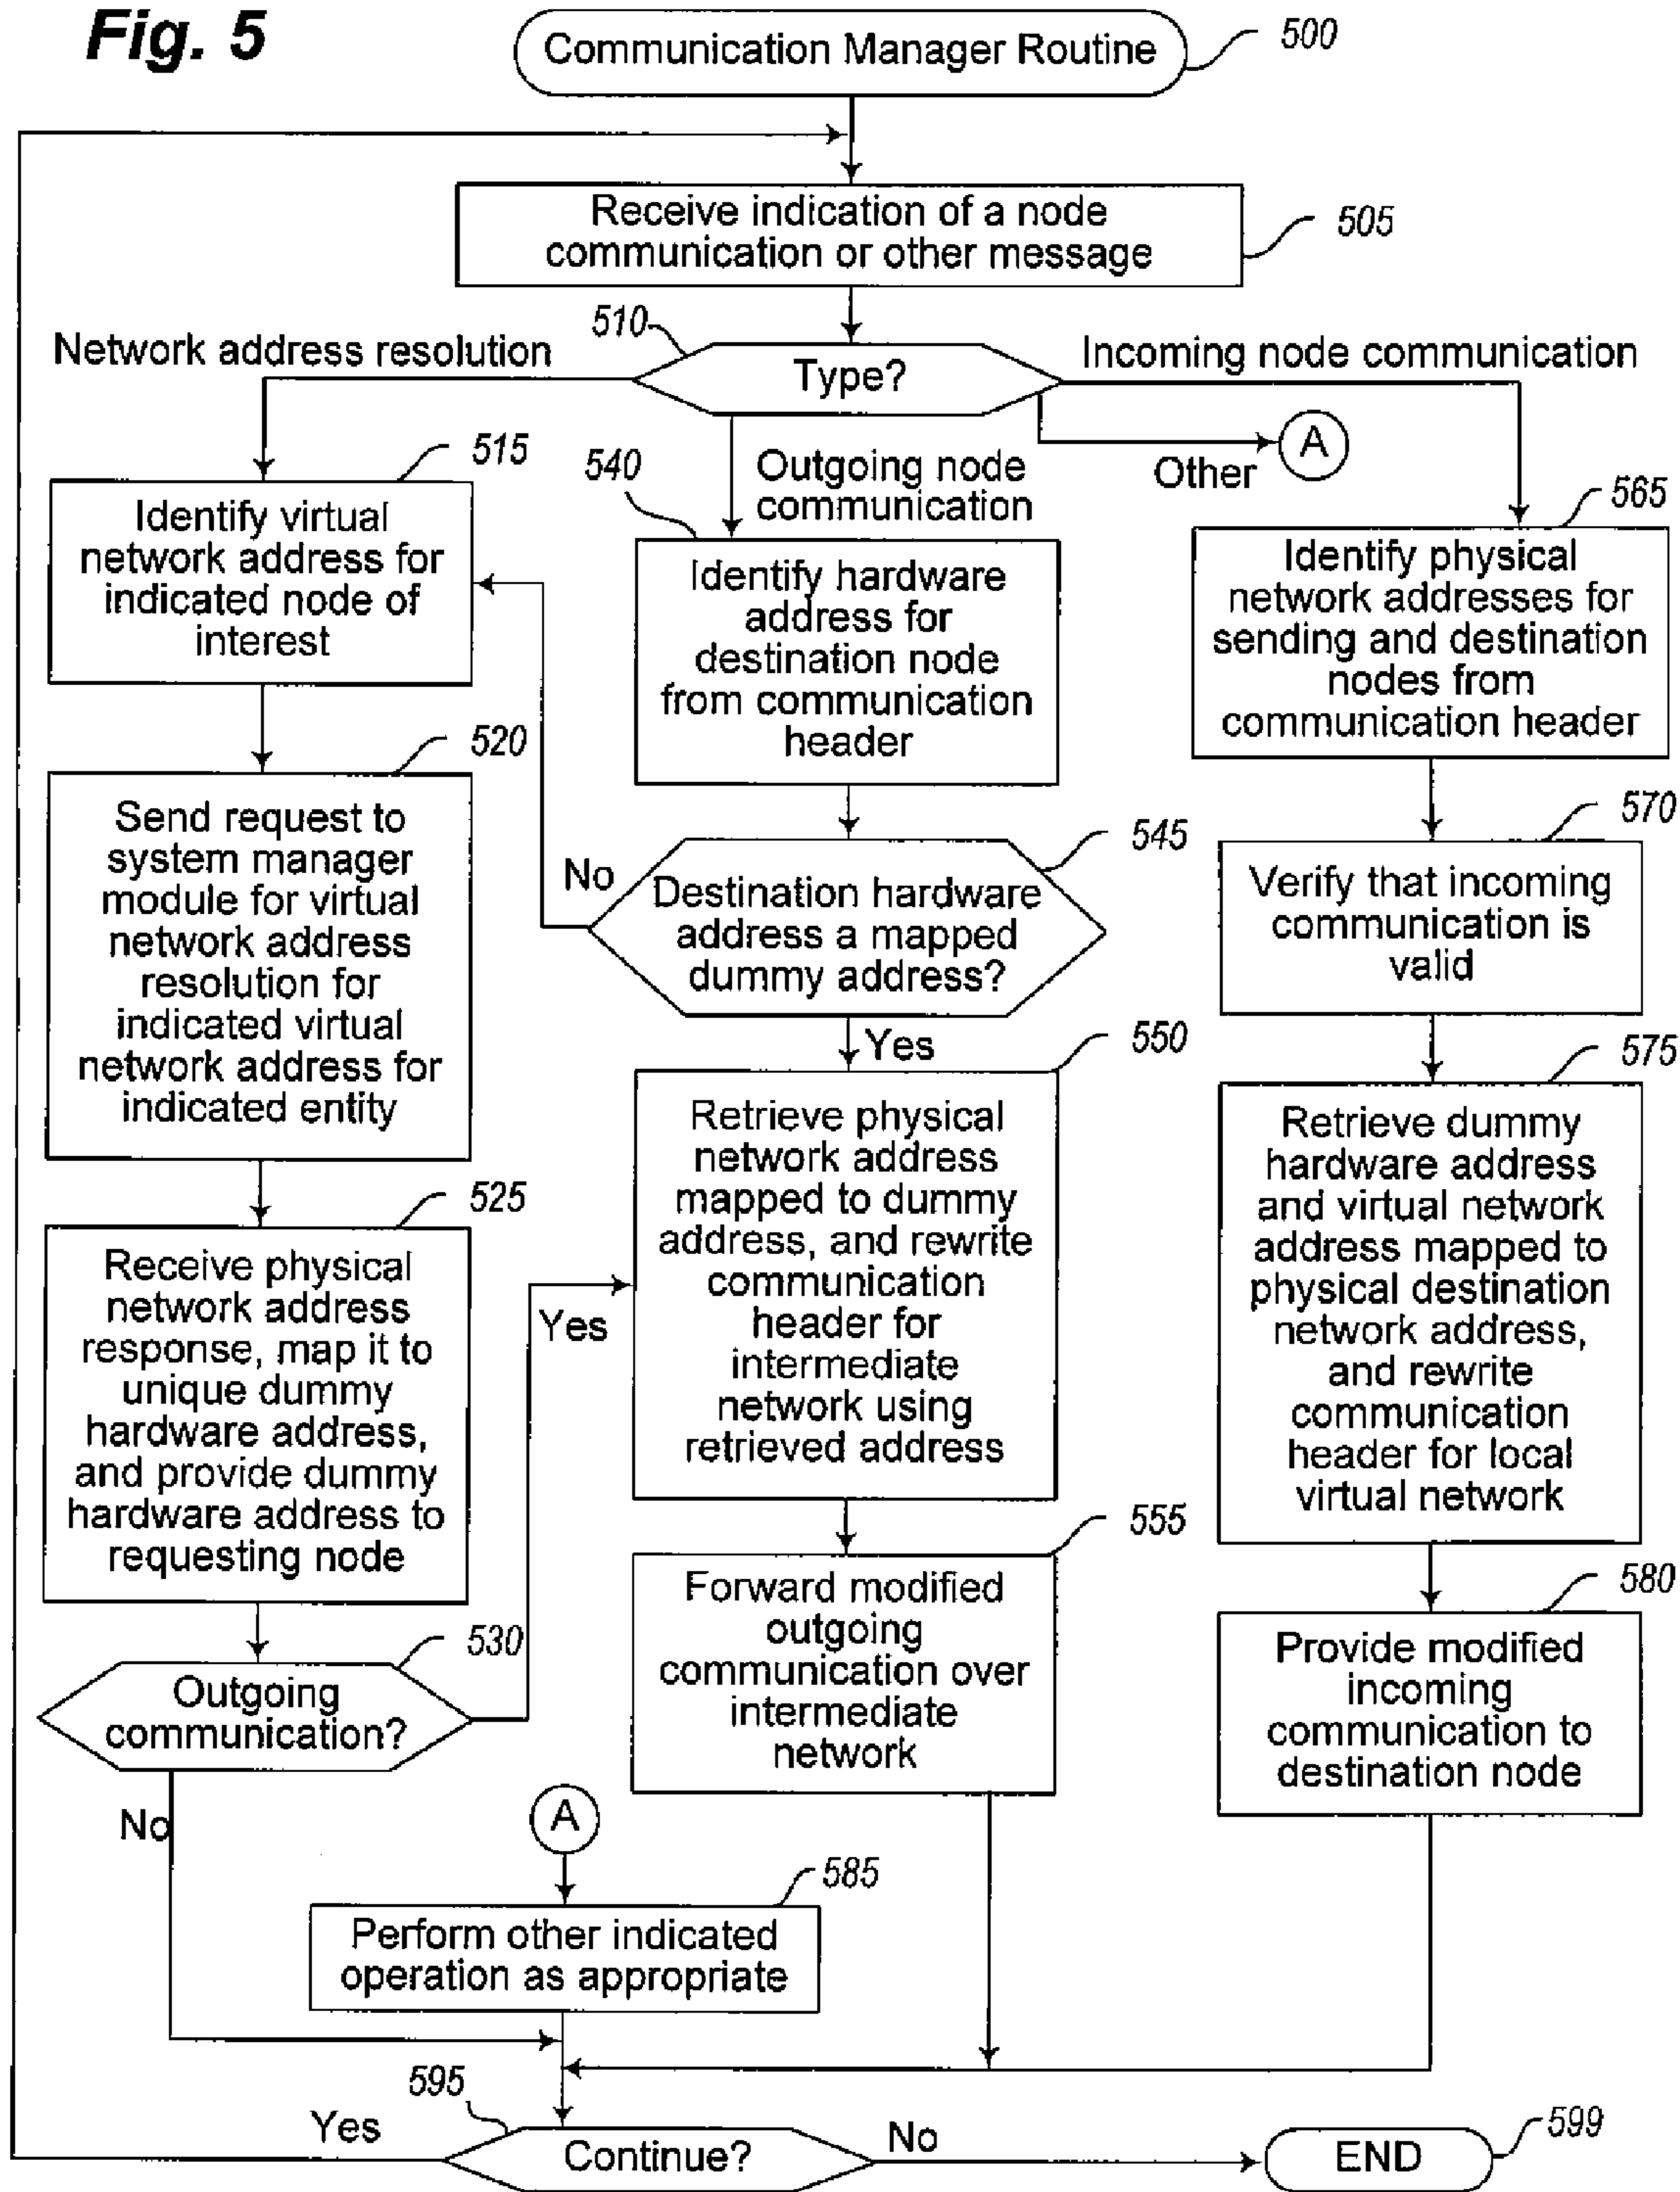 Fig. 5
Communication Manager Routine
500
Receive indication of a node
communication or other message
505
510
Network address resolution
Type?
Incoming node communication
Other
A
515
Identify virtual
network address for
indicated node of
interest
540
Outgoing node
communication
Identify hardware
address for
destination node
from communication
header
565
Identify physical
network addresses for
sending and destination
nodes from
communication header
520
Send request to
system manager
module for virtual
network address
resolution for
indicated virtual
network address for
indicated entity
No
545
Destination hardware
address a mapped
dummy address?
Yes
570
Verify that incoming
communication is
valid
525
Receive physical
network address
response, map it to
unique dummy
hardware address,
and provide dummy
hardware address to
requesting node
Yes
550
Retrieve physical
network address
mapped to dummy
address, and rewrite
communication
header for
intermediate
network using
retrieved address
575
Retrieve dummy
hardware address
and virtual network
address mapped to
physical destination
network address,
and rewrite
communication
header for local
virtual network
530
Outgoing
communication?
No
555
Forward modified
outgoing
communication over
intermediate
network
580
Provide modified
incoming
communication to
destination node
A
585
Perform other indicated
operation as appropriate
595
Yes
Continue?
No
END
599